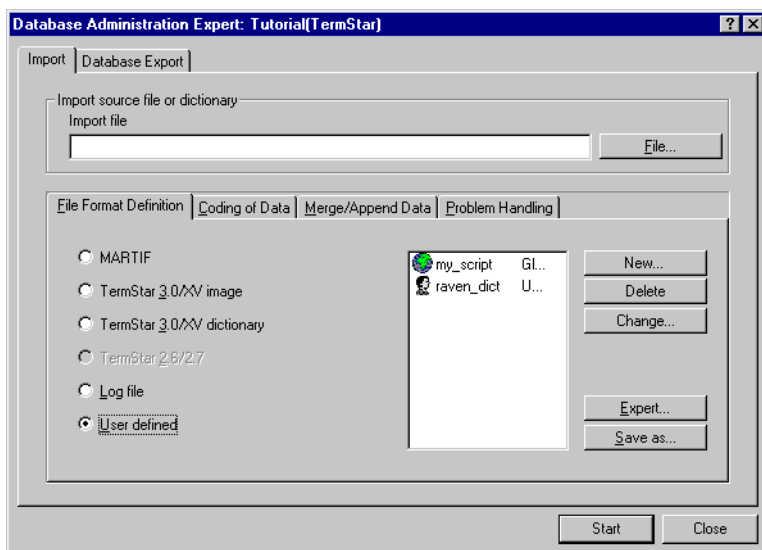 Database Administration Expert: Tutorial(TermStar)
Import Database Export
Import source file or dictionary
Import file
File...
File Format Definition Coding of Data Merge/Append Data Problem Handling
MARTIF
TermStar 3.0/XV image
TermStar 3.0/XV dictionary
TermStar 2.6/2.7
Log file
User defined
my_script Gl...
raven_dict U...
New...
Delete
Change...
Expert...
Save as...
Start Close